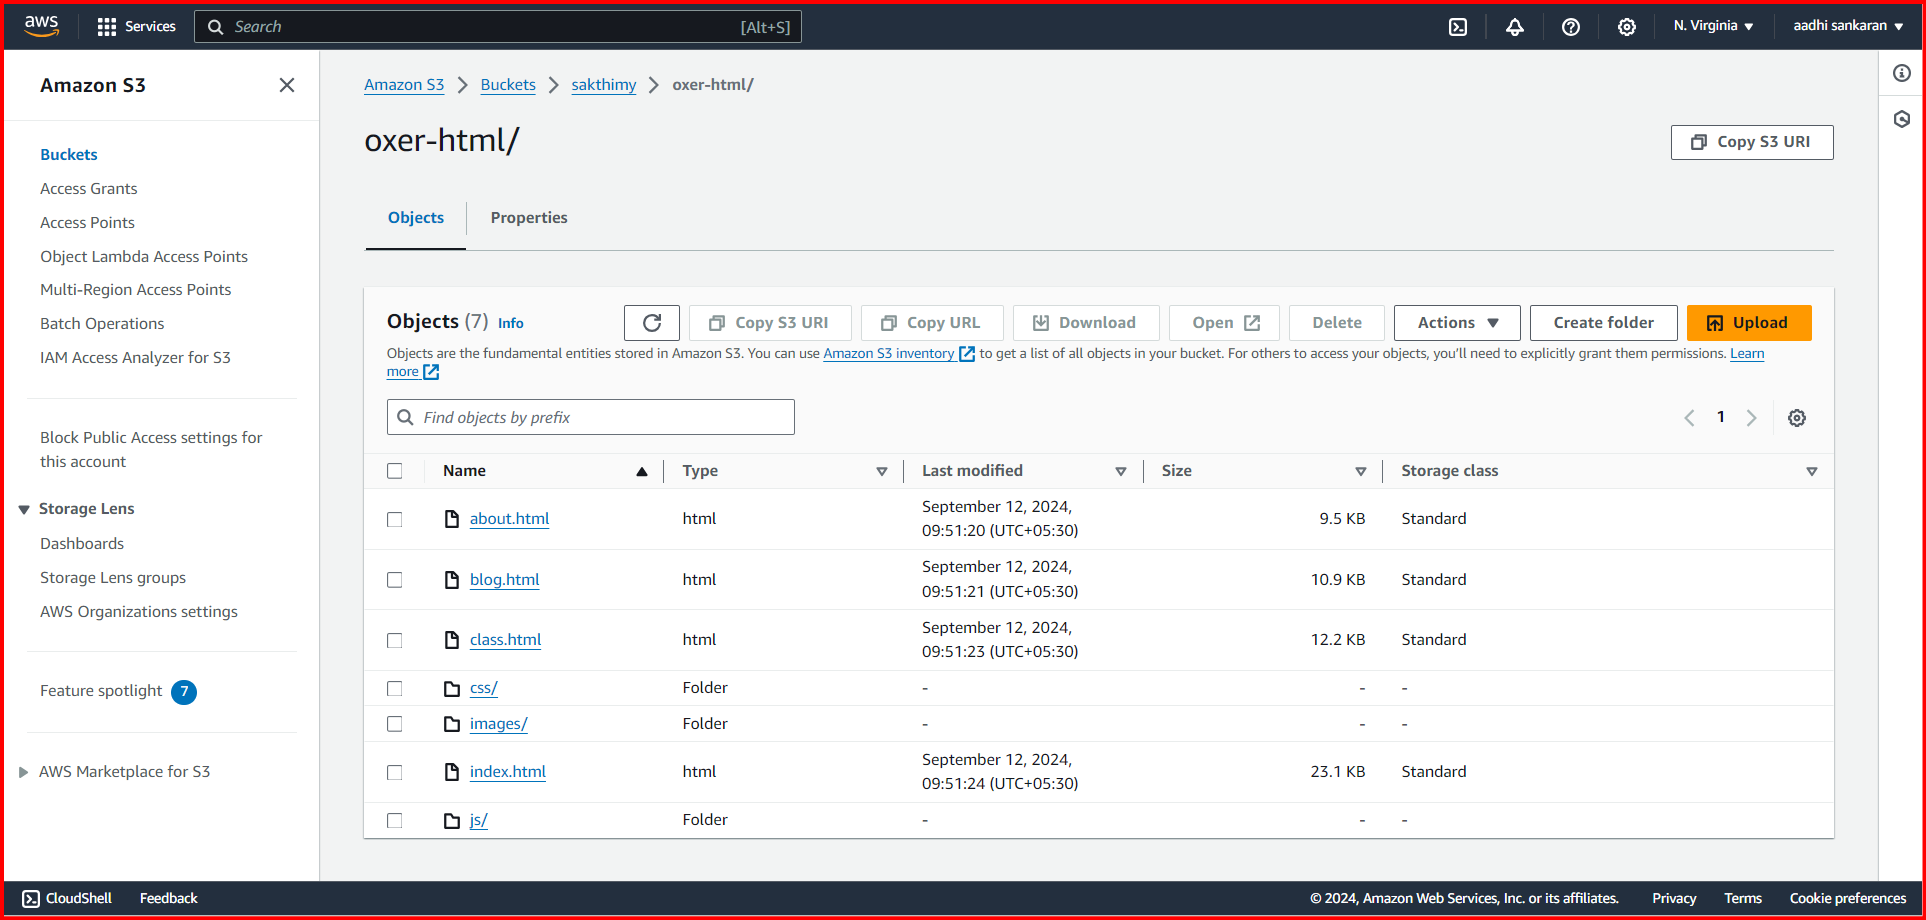 aws
Services
Search
[Alt+S]
N. Virginia
aadhi sankaran
Amazon S3
Buckets
Access Grants
Access Points
Object Lambda Access Points
Multi-Region Access Points
Batch Operations
IAM Access Analyzer for S3
Block Public Access settings for
this account
Storage Lens
Dashboards
Storage Lens groups
AWS Organizations settings
Feature spotlight 7
AWS Marketplace for S3
Amazon S3 Buckets sakthimy oxer-html/
oxer-html/
Copy S3 URI
Objects Properties
Objects (7) Info
Copy S3 URI Copy URL Download Open Delete Actions Create folder Upload
Objects are the fundamental entities stored in Amazon S3. You can use Amazon S3 inventory to get a list of all objects in your bucket. For others to access your objects, you'll need to explicitly grant them permissions. Learn
more
Find objects by prefix
1
Name Type Last modified Size Storage class
about.html html September 12, 2024,
09:51:20 (UTC+05:30) 9.5 KB Standard
blog.html html September 12, 2024,
09:51:21 (UTC+05:30) 10.9 KB Standard
class.html html September 12, 2024,
09:51:23 (UTC+05:30) 12.2 KB Standard
css/ Folder - - -
images/ Folder - - -
index.html html September 12, 2024,
09:51:24 (UTC+05:30) 23.1 KB Standard
js/ Folder - - -
CloudShell Feedback © 2024, Amazon Web Services, Inc. or its affiliates. Privacy Terms Cookie preferences